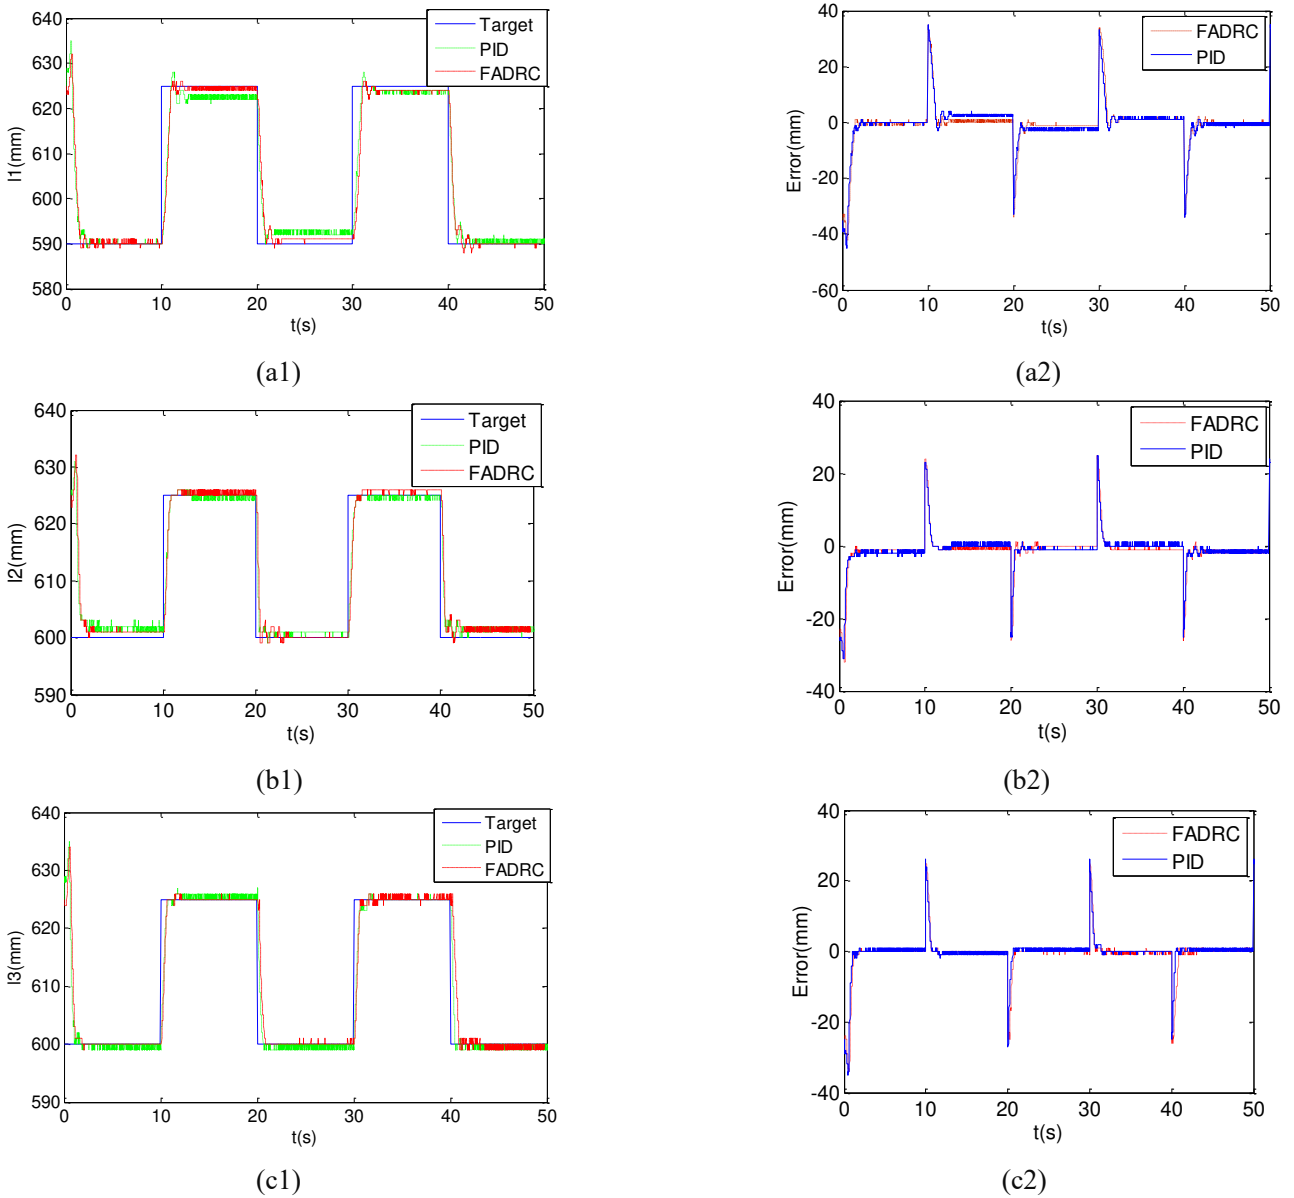 640
630
620
610
600
590
580
l1(mm)
0 10 20 30 40 50
t(s)
Target
PID
FADRC
(a1)
40
20
0
-20
-40
-60
Error(mm)
0 10 20 30 40 50
t(s)
FADRC
PID
(a2)
640
630
620
610
600
590
l2(mm)
0 10 20 30 40 50
t(s)
Target
PID
FADRC
(b1)
40
20
0
-20
-40
Error(mm)
0 10 20 30 40 50
t(s)
FADRC
PID
(b2)
640
630
620
610
600
590
l3(mm)
0 10 20 30 40 50
t(s)
Target
PID
FADRC
(c1)
40
20
0
-20
-40
Error(mm)
0 10 20 30 40 50
t(s)
FADRC
PID
(c2)